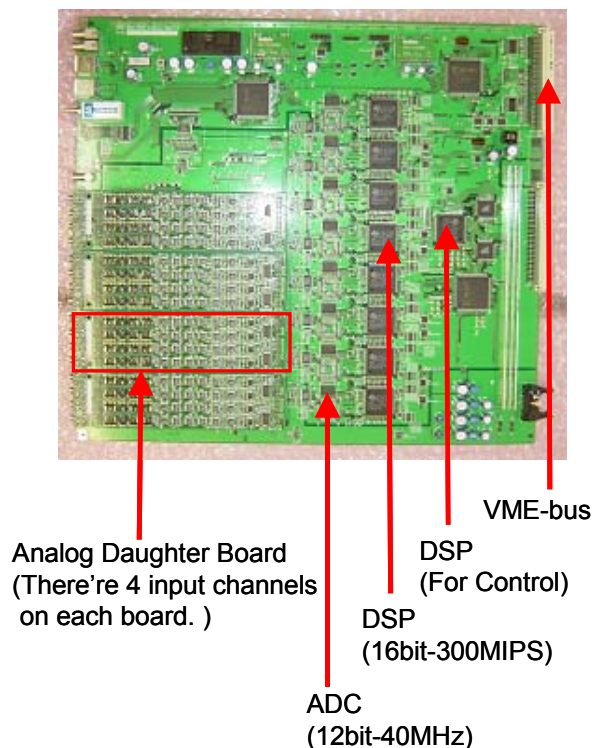 VME-bus
Analog Daughter Board
(There're 4 input channels
on each board. )
DSP
(For Control)
DSP
(16bit-300MIPS)
ADC
(12bit-40MHz)